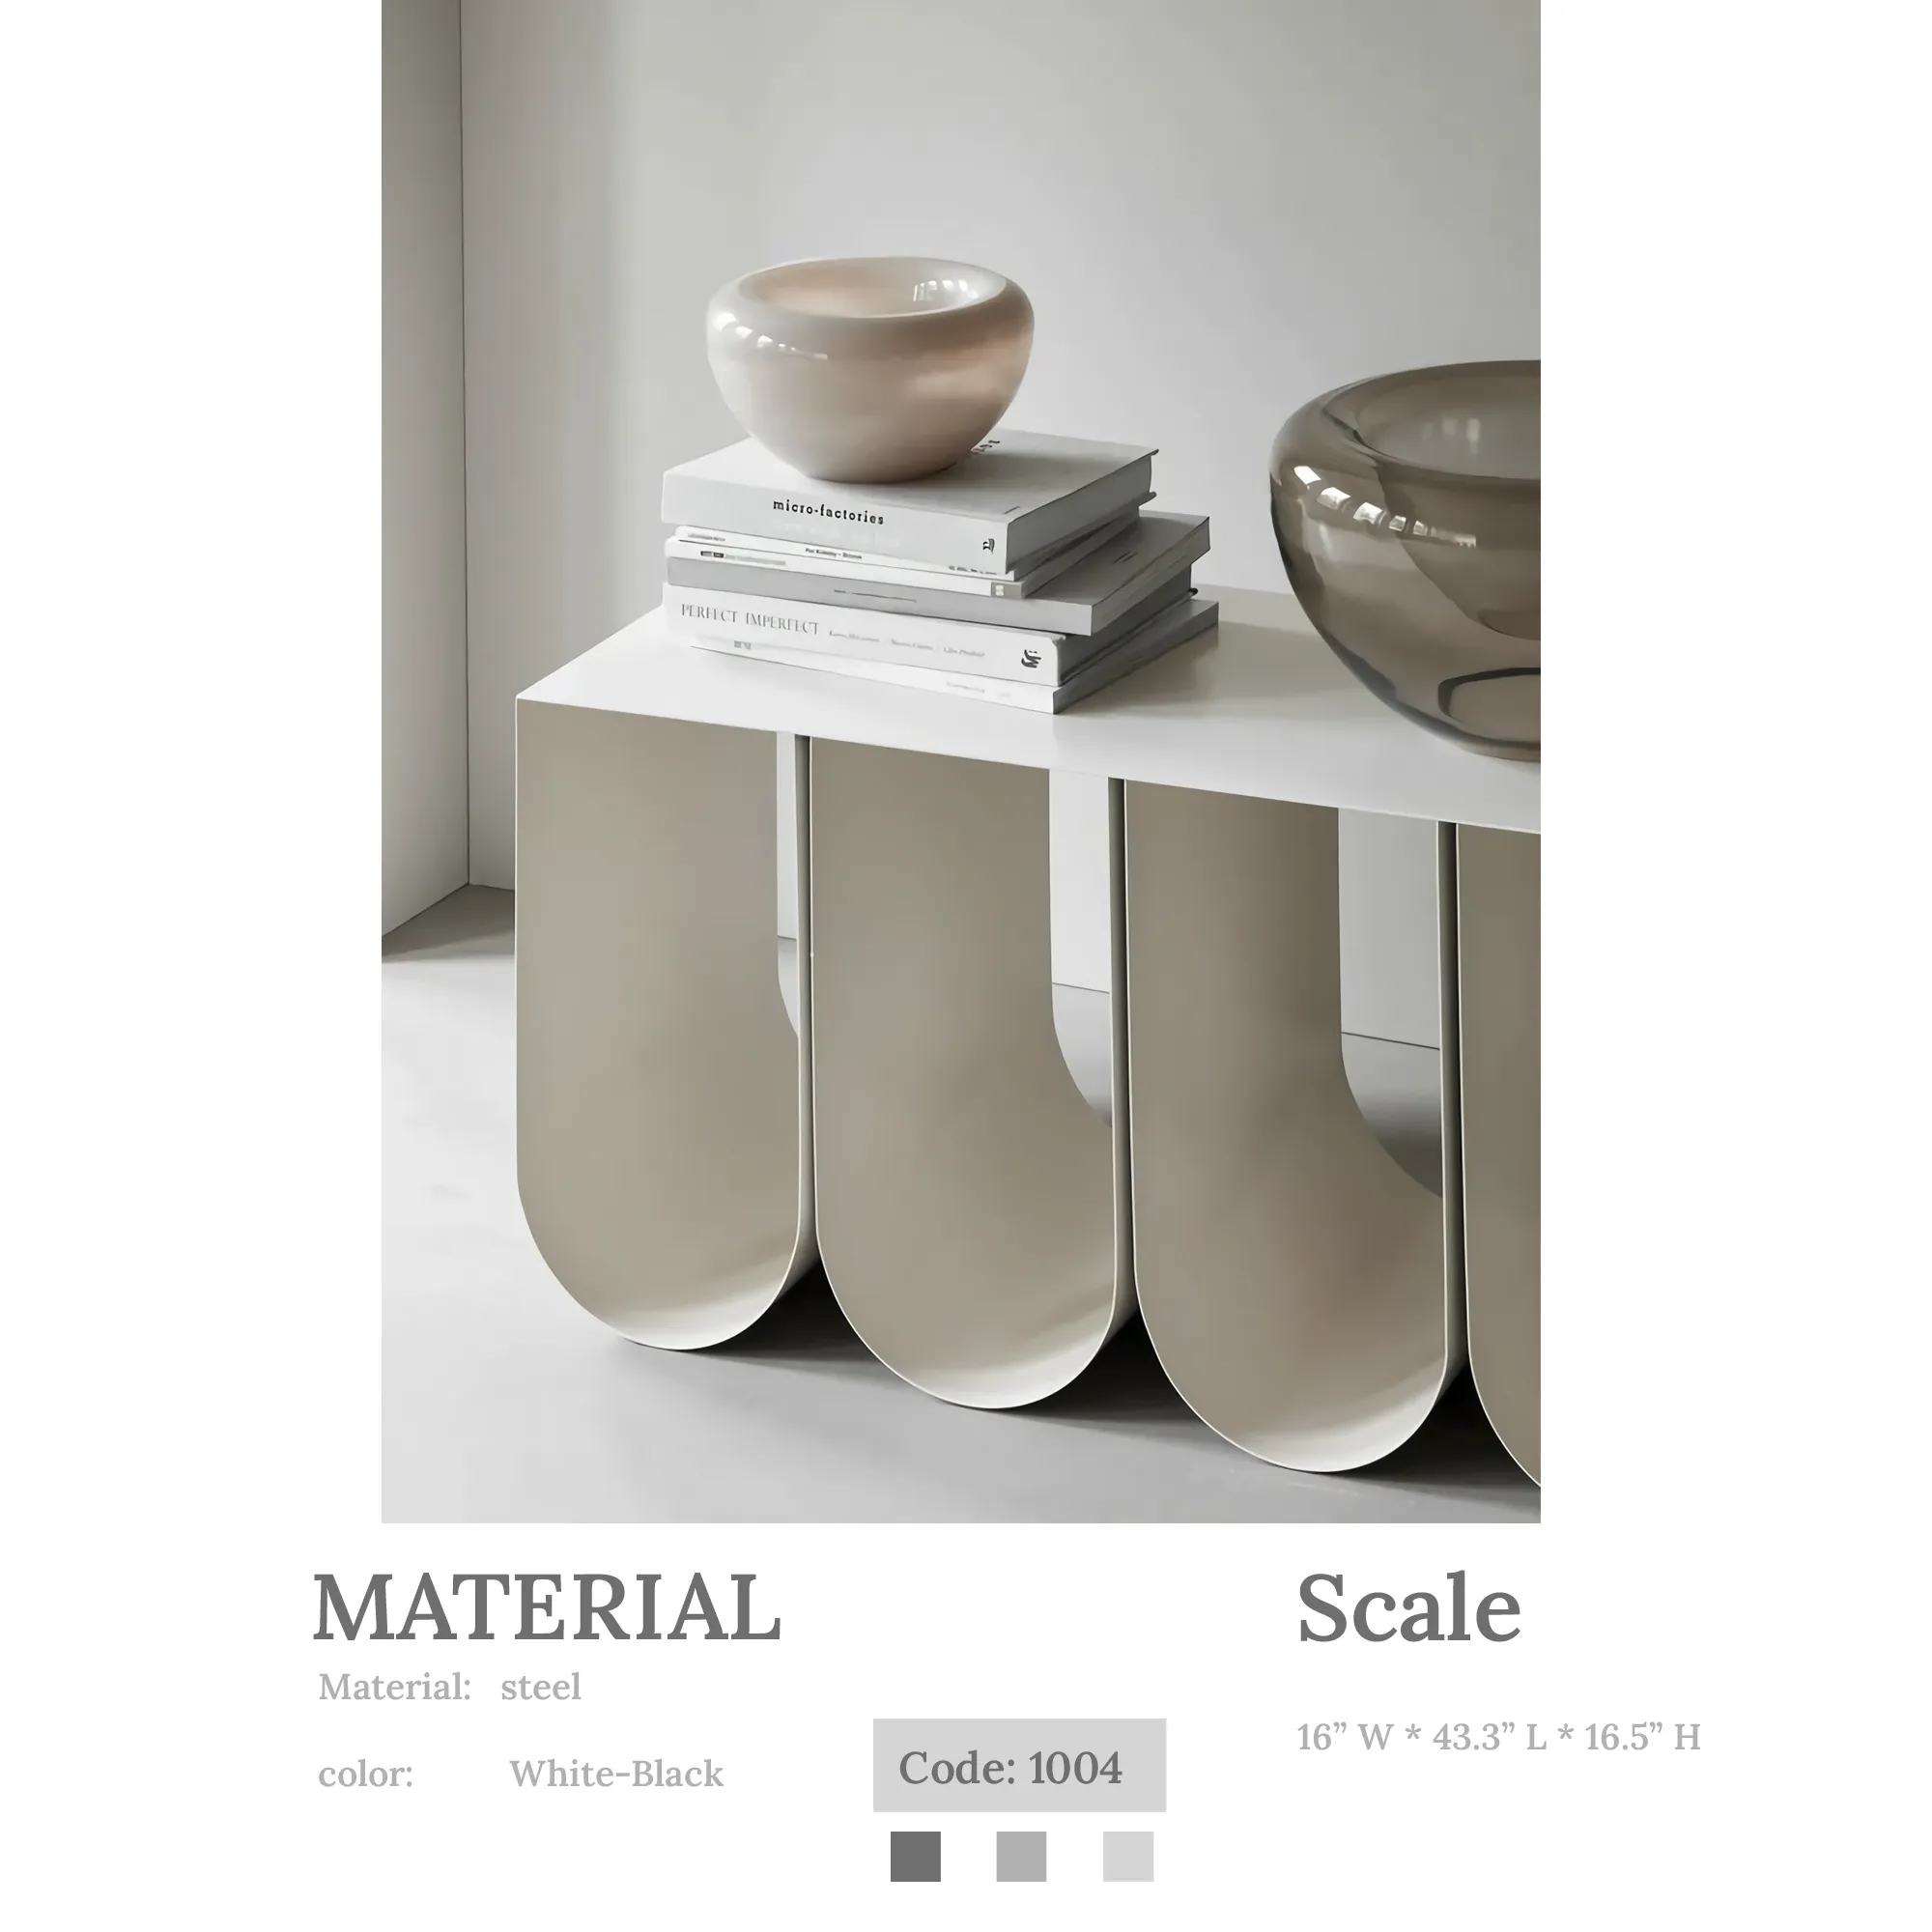 micro-factories
PERFECT IMPERFECT
MATERIAL
Material: steel
color: White-Black
Code: 1004
Scale
16” W * 43.3” L * 16.5” H